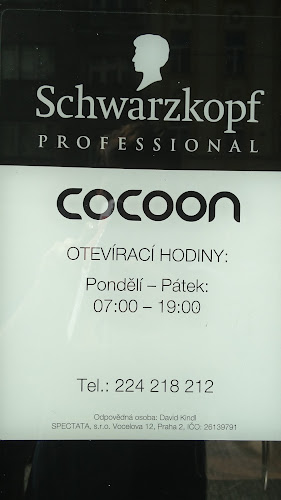 Schwarzkopf
PROFESSIONAL
COCOON
OTEVÍRACÍ HODINY:
Pondělí – Pátek:
07:00 – 19:00
Tel.: 224 218 212
Odpovědná osoba: David Kindl
SPECTATA, s.r.o. Vocelova 12, Praha 2, IČO: 26139791